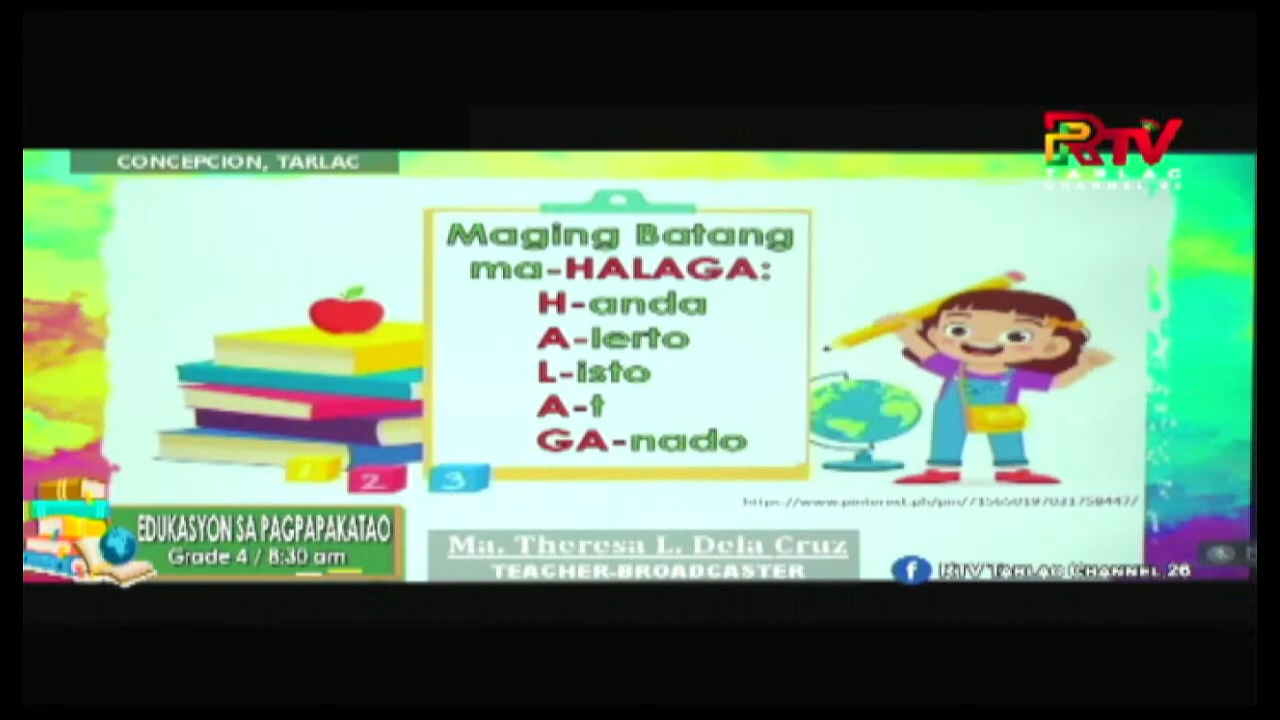 CONCEPCION, TARLAC
RTV
TARLAC
CHANNEL 26
Maging Batang
ma-HALAGA:
H-anda
A-lerto
L-isto
A-t
GA-nado
1 2 3
EDUKASYON SA PAGPAPAKATAO
Grade 4 / 8:30 am
Ma. Theresa L. Dela Cruz
TEACHER-BROADCASTER
f RTV TARLAC CHANNEL 26